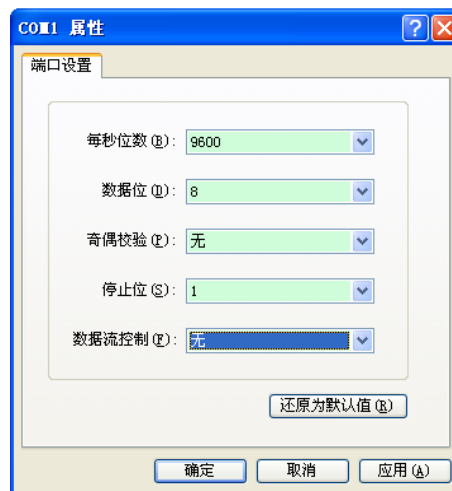 COM1 属性
端口设置
每秒位数(B): 9600
数据位(D): 8
奇偶校验(P): 无
停止位(S): 1
数据流控制(F): 无
还原为默认值(R)
确定 取消 应用(A)